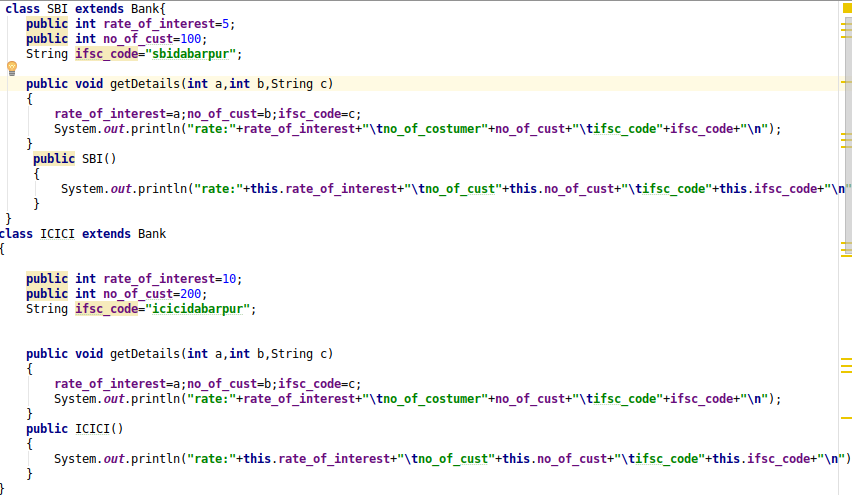 class SBI extends Bank{
public int rate_of_interest=5;
public int no_of_cust=100;
String ifsc_code="sbidabarpur";
public void getDetails(int a,int b,String c)
{
rate_of_interest=a;no_of_cust=b;ifsc_code=c;
System.out.println("rate:"+rate_of_interest+"\tno_of_costumer"+no_of_cust+"\tifsc_code"+ifsc_code+"\n");
}
public SBI()
{
System.out.println("rate:"+this.rate_of_interest+"\tno_of_cust"+this.no_of_cust+"\tifsc_code"+this.ifsc_code+"\n"
}
}
class ICICI extends Bank
{
public int rate_of_interest=10;
public int no_of_cust=200;
String ifsc_code="icicidabarpur";
public void getDetails(int a,int b,String c)
{
rate_of_interest=a;no_of_cust=b;ifsc_code=c;
System.out.println("rate:"+rate_of_interest+"\tno_of_costumer"+no_of_cust+"\tifsc_code"+ifsc_code+"\n");
}
public ICICI()
{
System.out.println("rate:"+this.rate_of_interest+"\tno_of_cust"+this.no_of_cust+"\tifsc_code"+this.ifsc_code+"\n")
}
}